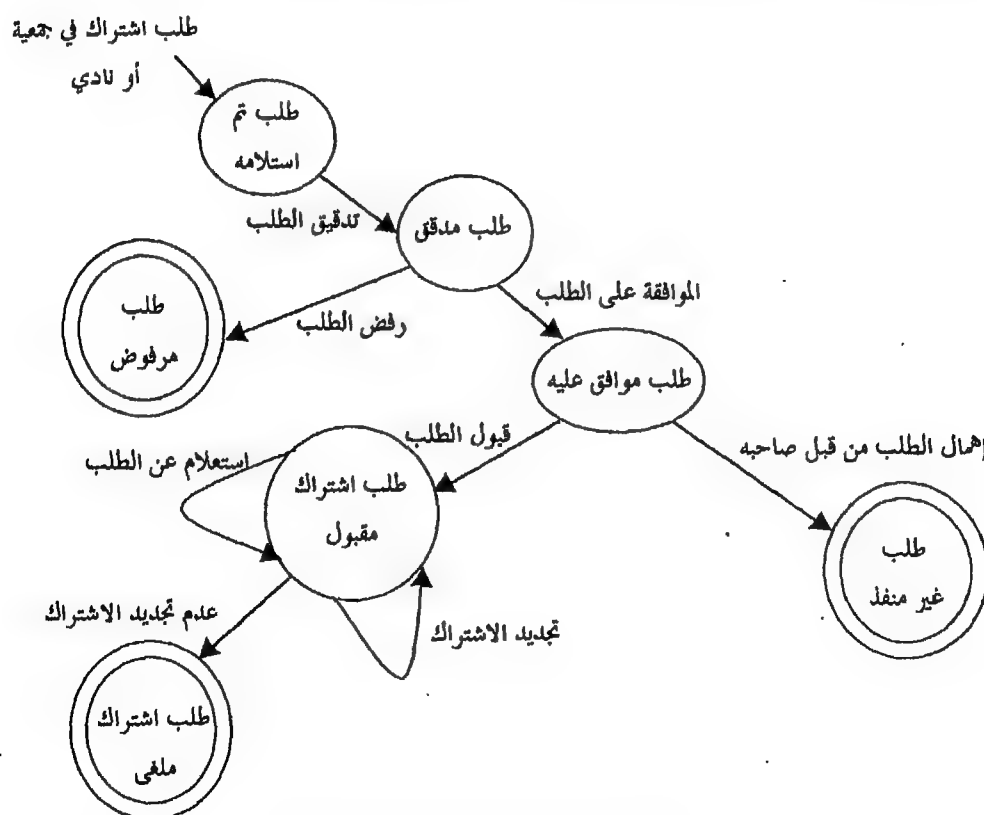 طلب اشتراك في جمعية
أو نادي
طلب تم
استلامه
تدقيق الطلب
طلب مدقق
الموافقة على الطلب
رفض الطلب
طلب
مرفوض
طلب موافق عليه
قبول الطلب
إهمال الطلب من قبل صاحبه
استعلام عن الطلب
طلب اشتراك
مقبول
طلب
غير منفذ
عدم تجديد الاشتراك
تجديد الاشتراك
طلب اشتراك
ملغى